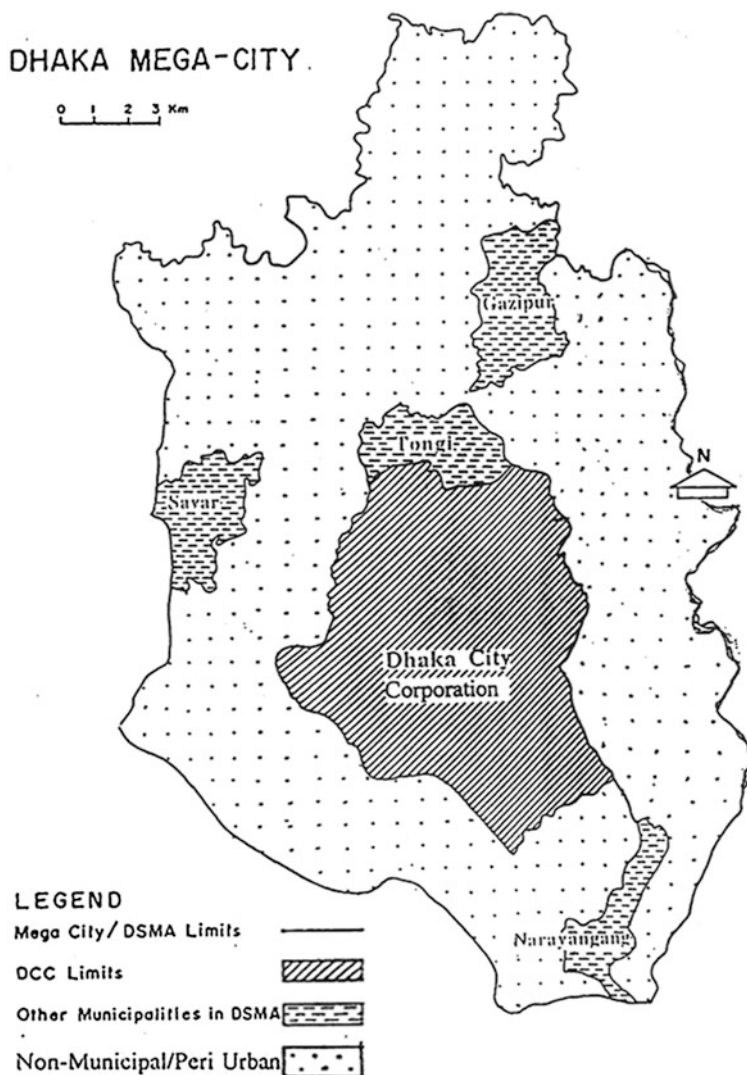 DHAKA MEGA-CITY
0 1 2 3 Km
Gazipur
Tongi
Savar
N
Dhaka City
Corporation
Narayangang
LEGEND
Mega City/DSMA Limits
DCC Limits
Other Municipalities in DSMA
Non-Municipal/Peri Urban